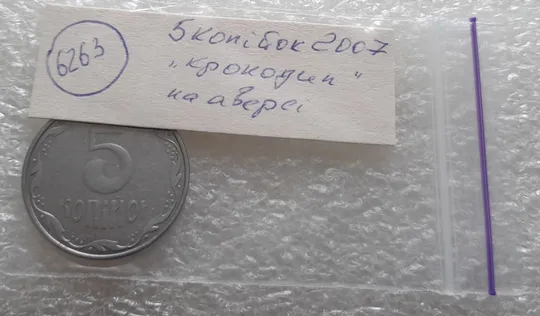 6263
5 копійок 2007
„крокодил"
на аверсі
5
КОПІЙОК